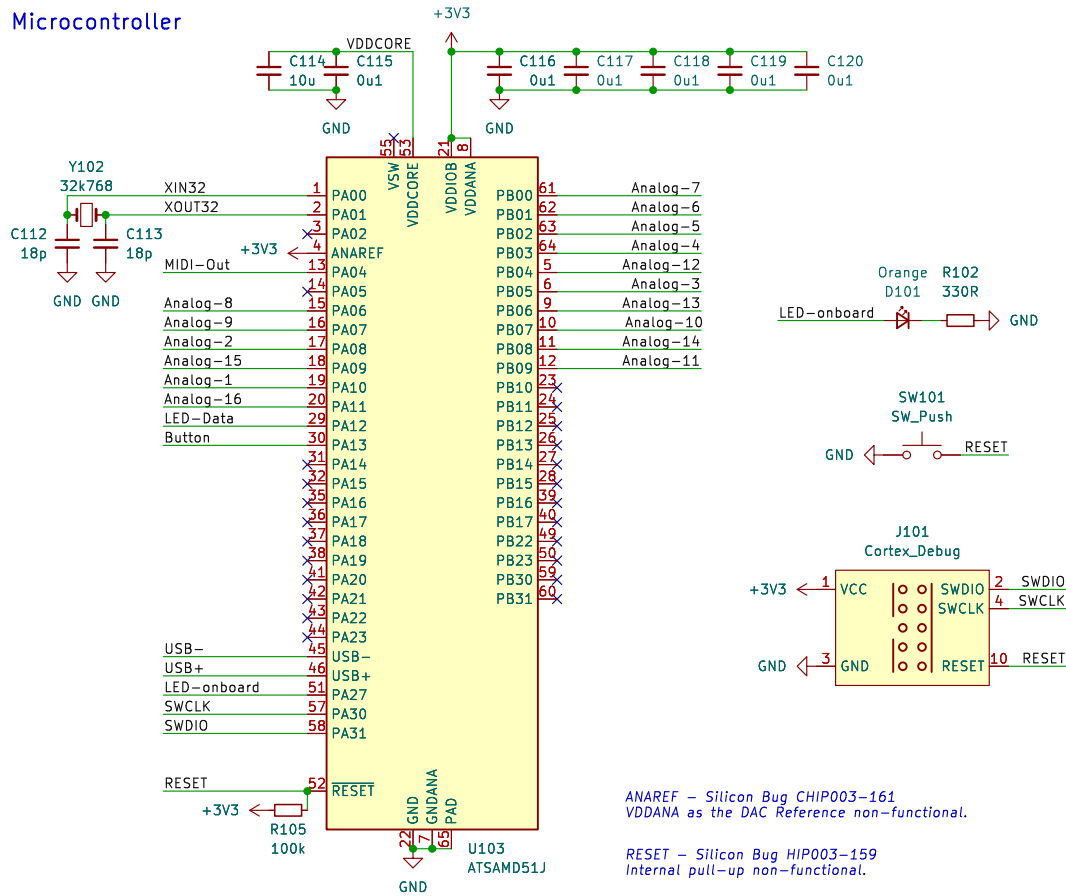 Microcontroller
+3V3
VDDCORE
C114
10u
C115
0u1
C116
0u1
C117
0u1
C118
0u1
C119
0u1
C120
0u1
GND
GND
55
53
21
8
VSW
VDDCORE
VDDIOB
VDDANA
Y102
32k768
XIN32
1
PA00
XOUT32
2
PA01
3
PA02
C112
18p
C113
18p
GND
GND
+3V3
4
ANAREF
MIDI-Out
13
PA04
14
PA05
Analog-8
15
PA06
Analog-9
16
PA07
Analog-2
17
PA08
Analog-15
18
PA09
Analog-1
19
PA10
Analog-16
20
PA11
LED-Data
29
PA12
Button
30
PA13
31
PA14
32
PA15
35
PA16
36
PA17
37
PA18
38
PA19
41
PA20
42
PA21
43
PA22
44
PA23
USB-
45
USB-
USB+
46
USB+
LED-onboard
51
PA27
SWCLK
57
PA30
SWDIO
58
PA31
RESET
52
RESET
+3V3
R105
100k
PB00
61
Analog-7
PB01
62
Analog-6
PB02
63
Analog-5
PB03
64
Analog-4
PB04
5
Analog-12
PB05
6
Analog-3
PB06
9
Analog-13
PB07
10
Analog-10
PB08
11
Analog-14
PB09
12
Analog-11
PB10
23
PB11
24
PB12
25
PB13
26
PB14
27
PB15
28
PB16
39
PB17
40
PB22
49
PB23
50
PB30
59
PB31
60
GND
GNDANA
PAD
22
7
65
GND
U103
ATSAMD51J
Orange
D101
R102
330R
LED-onboard
GND
SW101
SW_Push
GND
RESET
J101
Cortex_Debug
+3V3
1
VCC
SWDIO
2
SWDIO
SWCLK
4
SWCLK
GND
3
GND
RESET
10
RESET
ANAREF - Silicon Bug CHIP003-161
VDDANA as the DAC Reference non-functional.
RESET - Silicon Bug HIP003-159
Internal pull-up non-functional.